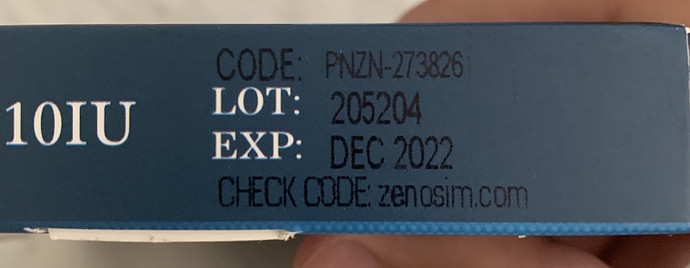 CODE: PNZN-273826
10IU
LOT: 205204
EXP: DEC 2022
CHECK CODE: zenosim.com